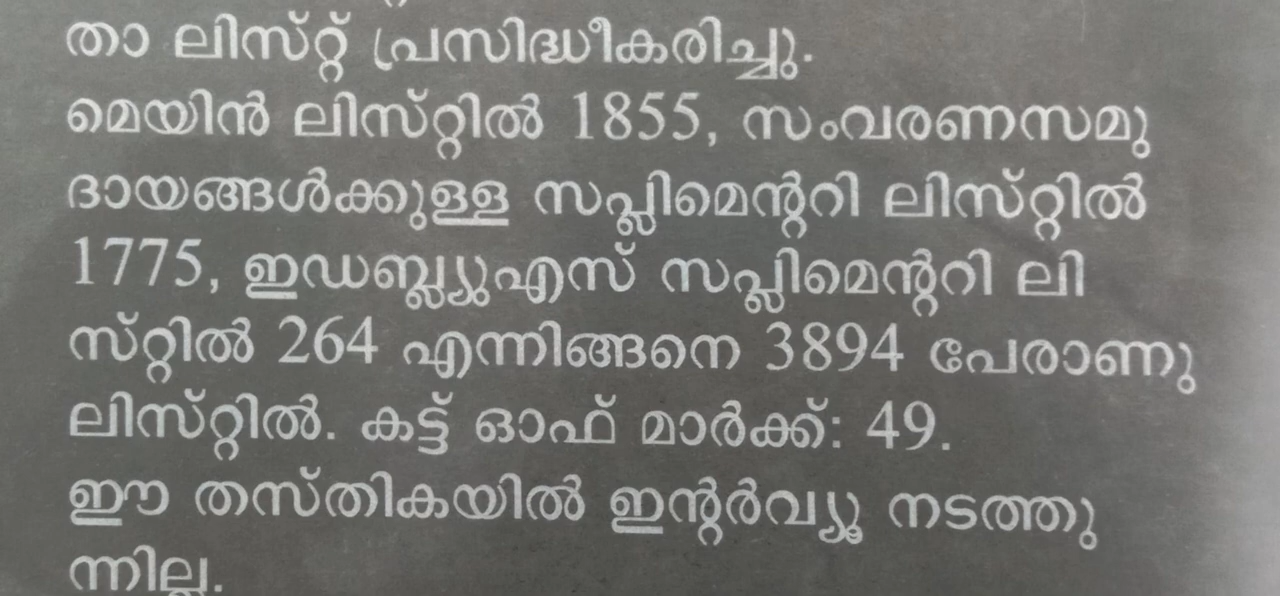 താ ലിസ്റ്റ് പ്രസിദ്ധീകരിച്ചു.
മെയിൻ ലിസ്റ്റിൽ 1855, സംവരണസമു
ദായങ്ങൾക്കുള്ള സപ്ലിമെന്ററി ലിസ്റ്റിൽ
1775, ഇഡബ്ല്യുഎസ് സപ്ലിമെന്ററി ലി
സ്റ്റിൽ 264 എന്നിങ്ങനെ 3894 പേരാണു
ലിസ്റ്റിൽ. കട്ട് ഓഫ് മാർക്ക്: 49.
ഈ തസ്തികയിൽ ഇന്റർവ്യൂ നടത്തു
ന്നില്ല.